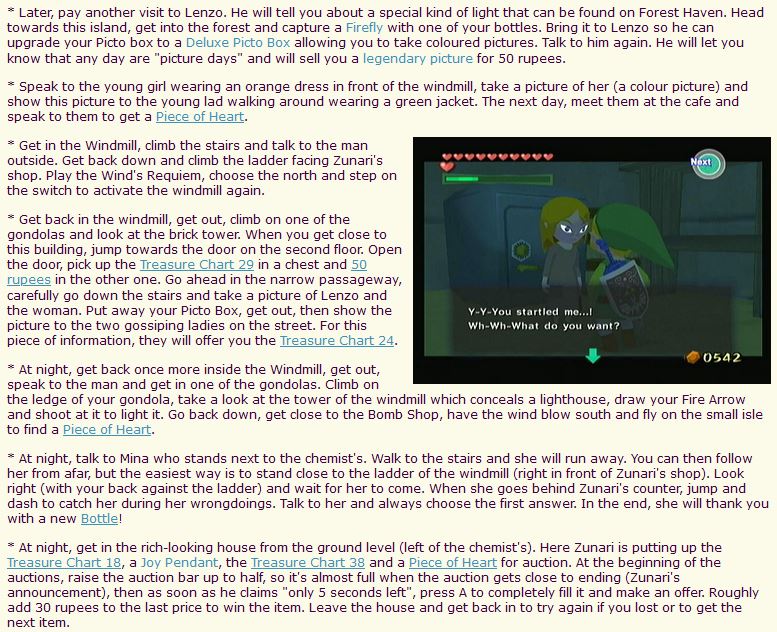 * Later, pay another visit to Lenzo. He will tell you about a special kind of light that can be found on Forest Haven. Head
towards this island, get into the forest and capture a Firefly with one of your bottles. Bring it to Lenzo so he can
upgrade your Picto box to a Deluxe Picto Box allowing you to take coloured pictures. Talk to him again. He will let you
know that any day are "picture days" and will sell you a legendary picture for 50 rupees.
* Speak to the young girl wearing an orange dress in front of the windmill, take a picture of her (a colour picture) and
show this picture to the young lad walking around wearing a green jacket. The next day, meet them at the cafe and
speak to them to get a Piece of Heart.
* Get in the Windmill, climb the stairs and talk to the man
outside. Get back down and climb the ladder facing Zunari's
shop. Play the Wind's Requiem, choose the north and step on
the switch to activate the windmill again.
* Get back in the windmill, get out, climb on one of the
gondolas and look at the brick tower. When you get close to
this building, jump towards the door on the second floor. Open
the door, pick up the Treasure Chart 29 in a chest and 50
rupees in the other one. Go ahead in the narrow passageway,
carefully go down the stairs and take a picture of Lenzo and
the woman. Put away your Picto Box, get out, then show the
picture to the two gossiping ladies on the street. For this
piece of information, they will offer you the Treasure Chart 24.
Next
Y-Y-You startled me...!
Wh-Wh-What do you want?
0542
* At night, get back once more inside the Windmill, get out,
speak to the man and get in one of the gondolas. Climb on
the ledge of your gondola, take a look at the tower of the windmill which conceals a lighthouse, draw your Fire Arrow
and shoot at it to light it. Go back down, get close to the Bomb Shop, have the wind blow south and fly on the small isle
to find a Piece of Heart.
* At night, talk to Mina who stands next to the chemist's. Walk to the stairs and she will run away. You can then follow
her from afar, but the easiest way is to stand close to the ladder of the windmill (right in front of Zunari's shop). Look
right (with your back against the ladder) and wait for her to come. When she goes behind Zunari's counter, jump and
dash to catch her during her wrongdoings. Talk to her and always choose the first answer. In the end, she will thank you
with a new Bottle!
* At night, get in the rich-looking house from the ground level (left of the chemist's). Here Zunari is putting up the
Treasure Chart 18, a Joy Pendant, the Treasure Chart 38 and a Piece of Heart for auction. At the beginning of the
auctions, raise the auction bar up to half, so it's almost full when the auction gets close to ending (Zunari's
announcement), then as soon as he claims "only 5 seconds left", press A to completely fill it and make an offer. Roughly
add 30 rupees to the last price to win the item. Leave the house and get back in to try again if you lost or to get the
next item.